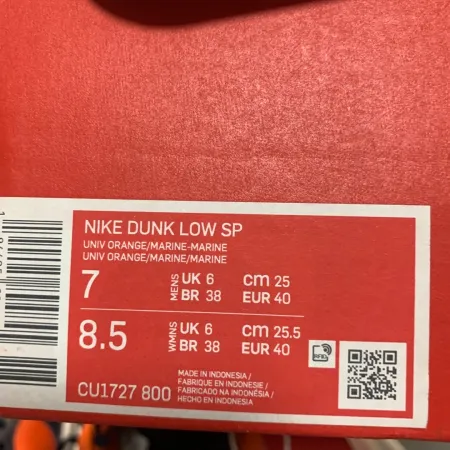 NIKE DUNK LOW SP
UNIV ORANGE/MARINE-MARINE
UNIV ORANGE/MARINE/MARINE
7 MENS UK 6 cm 25
BR 38 EUR 40
8.5 WMNS UK 6 cm 25.5
BR 38 EUR 40
RFID
MADE IN INDONESIA /
FABRIQUE EN INDONESIE /
CU1727 800 FABRICADO NA INDONÉSIA /
HECHO EN INDONESIA